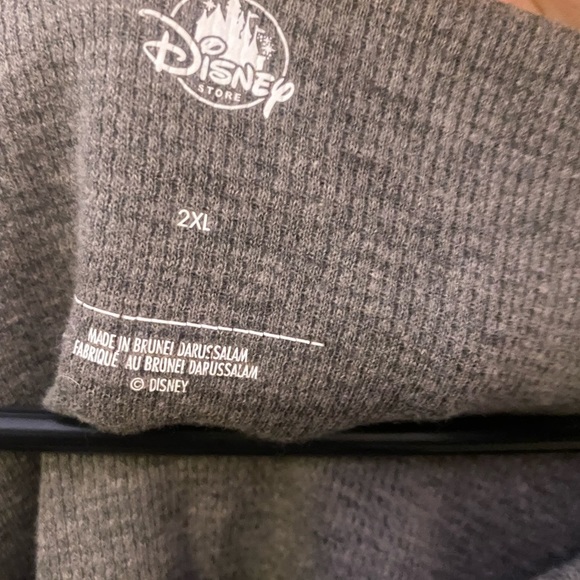 Disney
STORE
2XL
MADE IN BRUNEI DARUSSALAM
FABRIQUÉ AU BRUNEI DARUSSALAM
© DISNEY